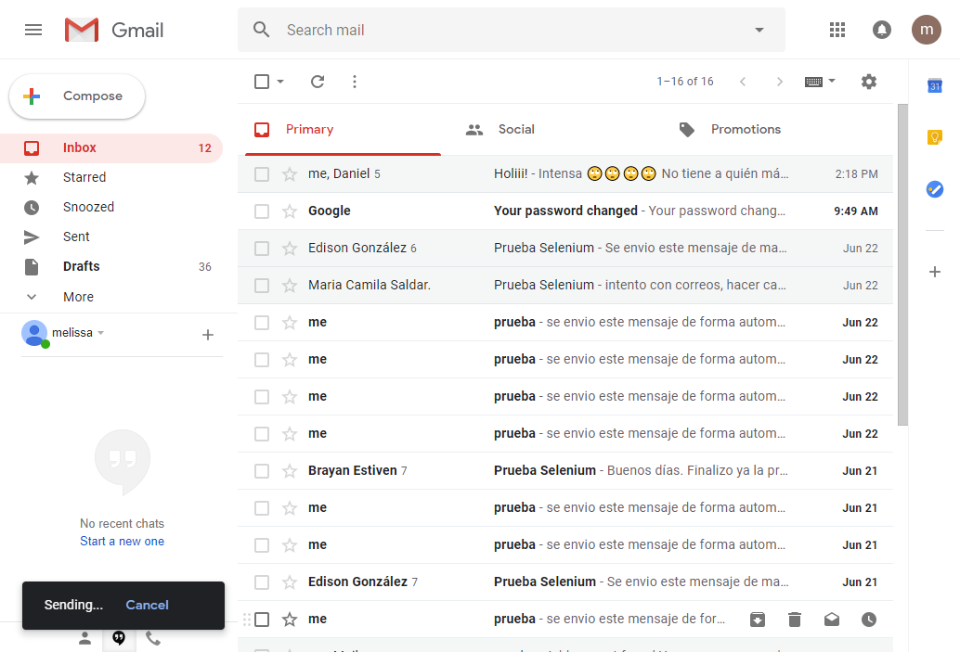 Gmail
Search mail
m
Compose
1–16 of 16
31
Primary
Social
Promotions
Inbox 12
Starred
Snoozed
Sent
Drafts 36
More
melissa
No recent chats
Start a new one
Sending... Cancel
me, Daniel 5 Holiii! - Intensa 🙄🙄🙄🙄 No tiene a quién má... 2:18 PM
Google Your password changed - Your password chang... 9:49 AM
Edison González 6 Prueba Selenium - Se envio este mensaje de ma... Jun 22
Maria Camila Saldar. Prueba Selenium - intento con correos, hacer ca... Jun 22
me prueba - se envio este mensaje de forma autom... Jun 22
me prueba - se envio este mensaje de forma autom... Jun 22
me prueba - se envio este mensaje de forma autom... Jun 22
me prueba - se envio este mensaje de forma autom... Jun 22
Brayan Estiven 7 Prueba Selenium - Buenos días. Finalizo ya la pr... Jun 21
me prueba - se envio este mensaje de forma autom... Jun 21
me prueba - se envio este mensaje de forma autom... Jun 21
Edison González 7 Prueba Selenium - Se envio este mensaje de ma... Jun 21
me prueba - se envio este mensaje de for...